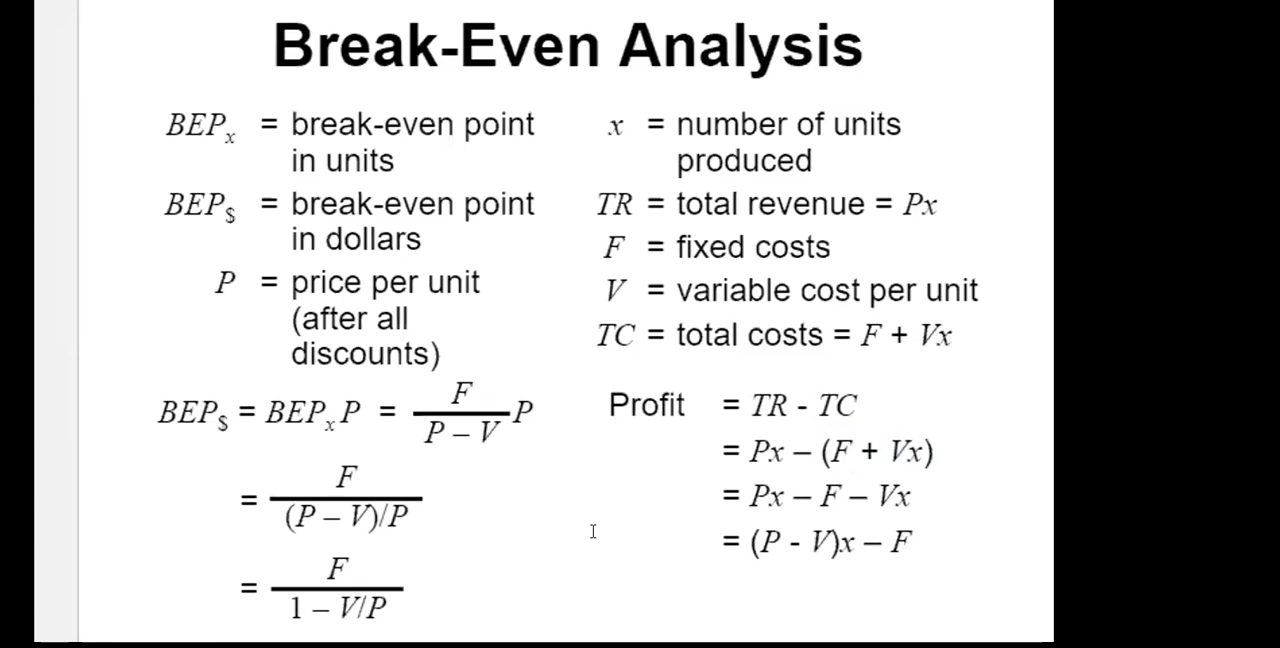 Break-Even Analysis
BEPₓ = break-even point
in units
BEP$ = break-even point
in dollars
P = price per unit
(after all
discounts)
x = number of units
produced
TR = total revenue = Px
F = fixed costs
V = variable cost per unit
TC = total costs = F + Vx
BEP$ = BEPₓP = F / (P – V) P
= F / ((P – V)/P)
= F / (1 – V/P)
Profit = TR - TC
= Px – (F + Vx)
= Px – F – Vx
= (P - V)x – F